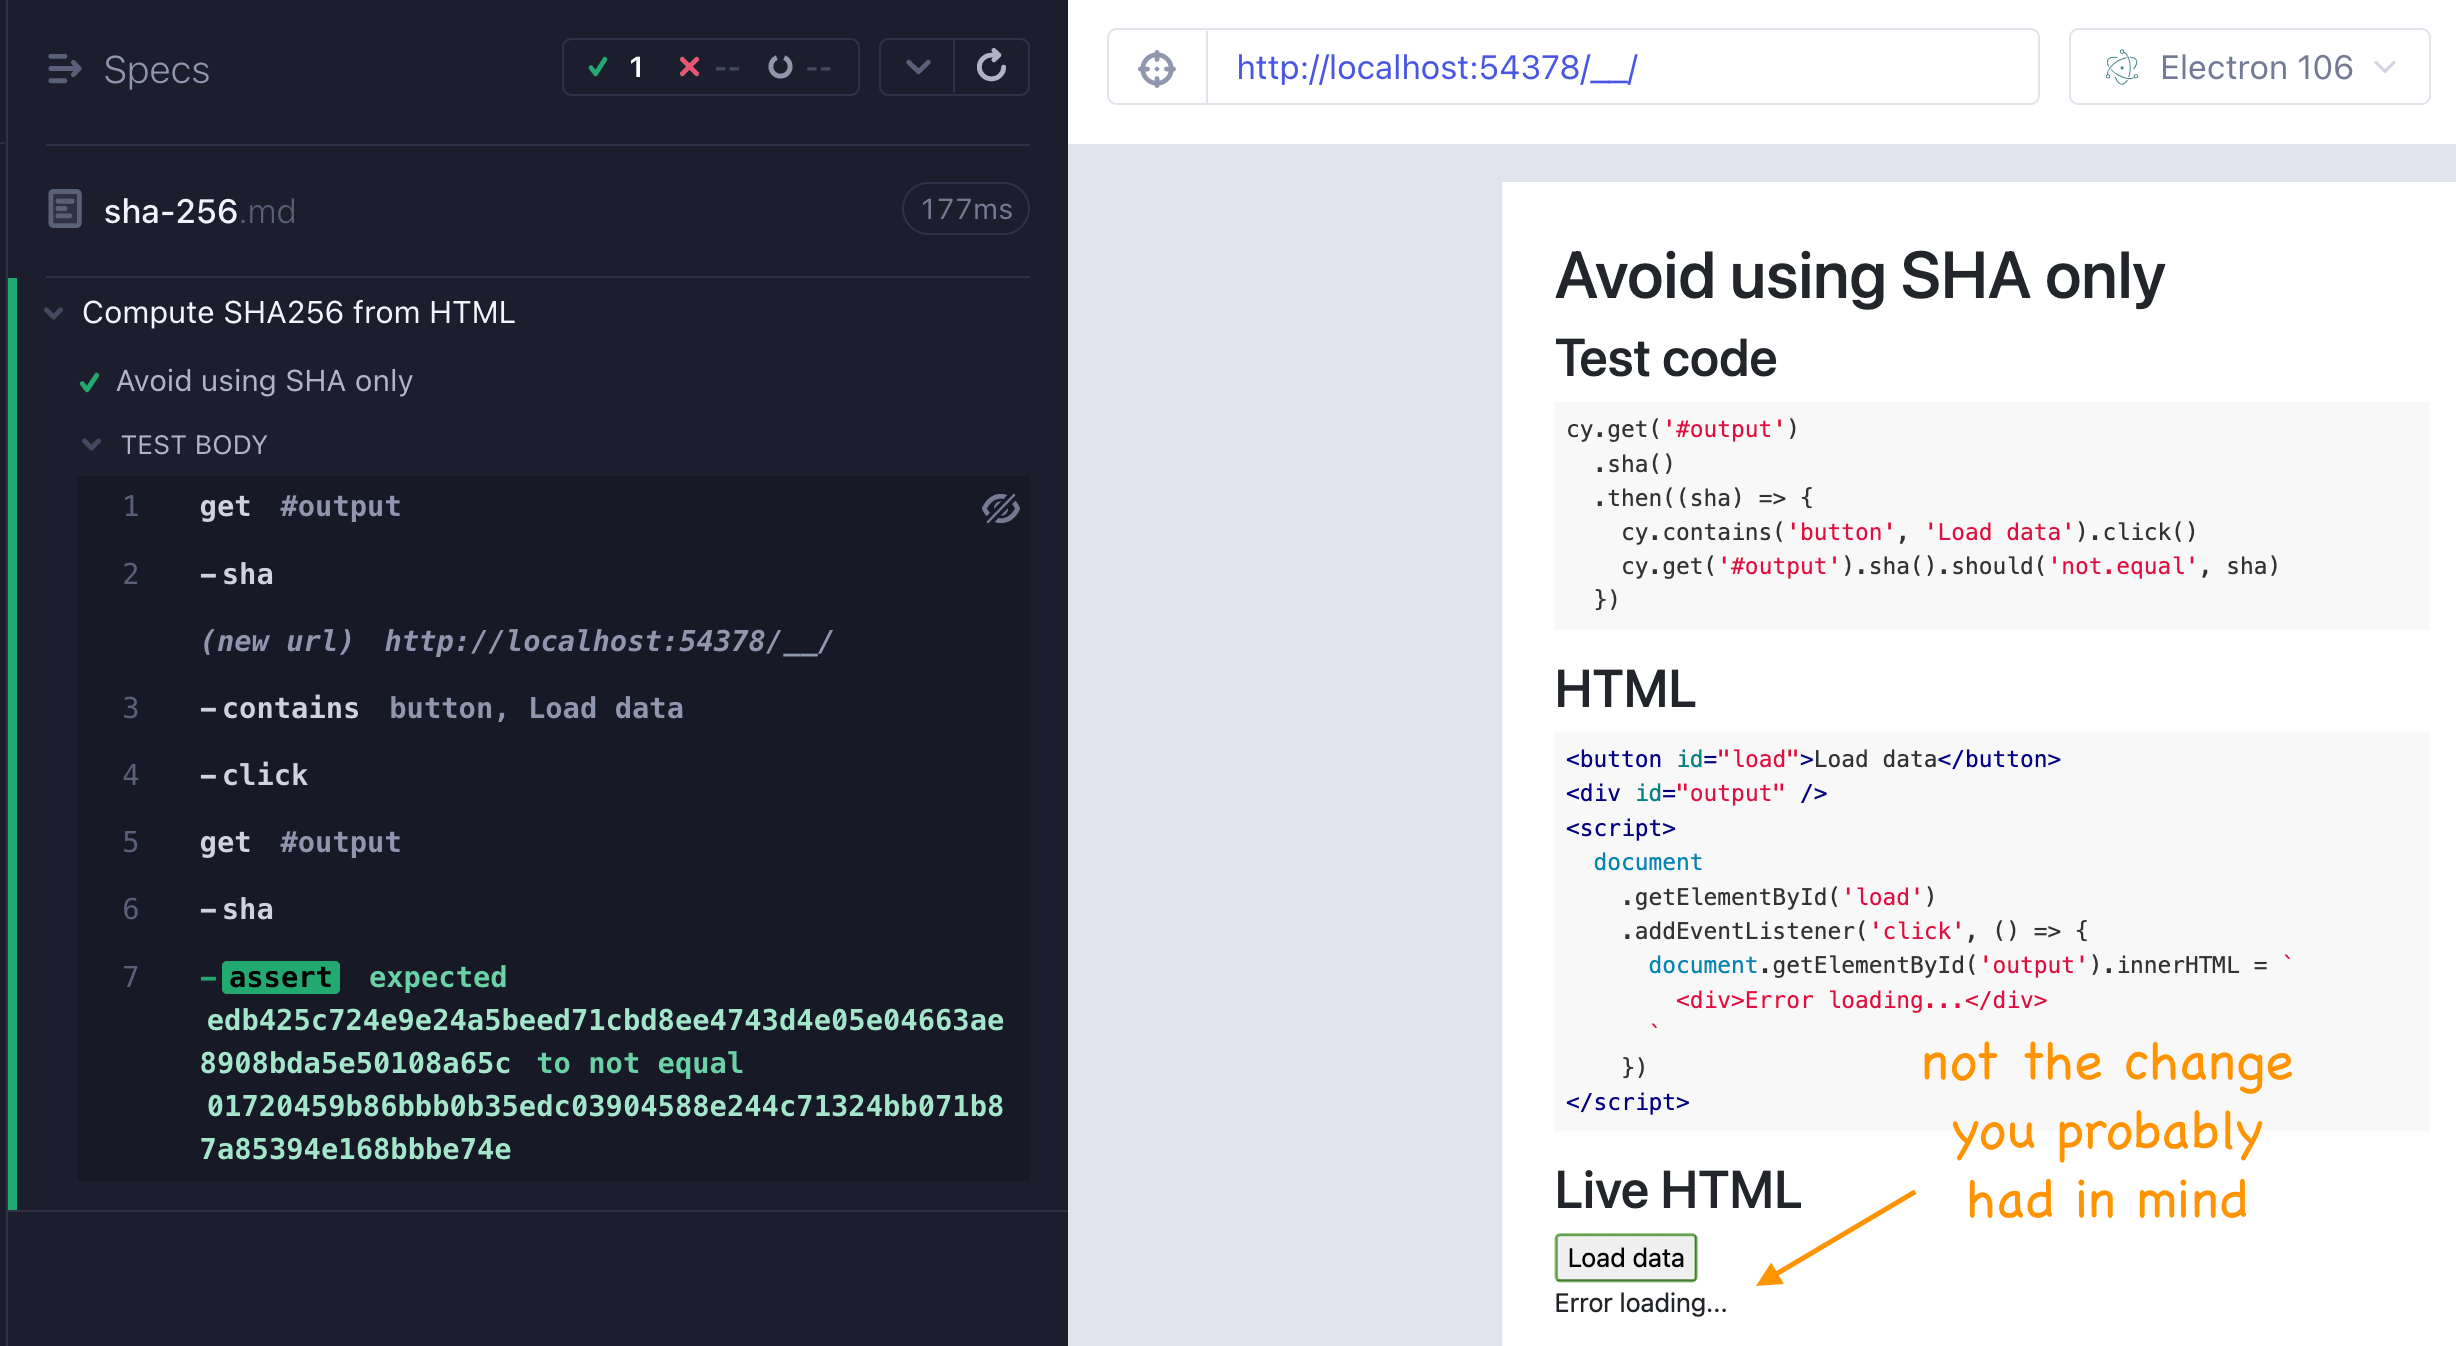 Specs
1 -- --
sha-256.md
177ms
Compute SHA256 from HTML
Avoid using SHA only
TEST BODY
1 get #output
2 -sha
(new url) http://localhost:54378/__/
3 -contains button, Load data
4 -click
5 get #output
6 -sha
7 -assert expected
edb425c724e9e24a5beed71cbd8ee4743d4e05e04663ae
8908bda5e50108a65c to not equal
01720459b86bbb0b35edc03904588e244c71324bb071b8
7a85394e168bbbe74e
http://localhost:54378/__/
Electron 106
Avoid using SHA only
Test code
cy.get('#output')
  .sha()
  .then((sha) => {
    cy.contains('button', 'Load data').click()
    cy.get('#output').sha().should('not.equal', sha)
  })
HTML
<button id="load">Load data</button>
<div id="output" />
<script>
  document
    .getElementById('load')
    .addEventListener('click', () => {
      document.getElementById('output').innerHTML = `
        <div>Error loading...</div>
      `
    })
</script>
not the change
you probably
had in mind
Live HTML
Load data
Error loading...